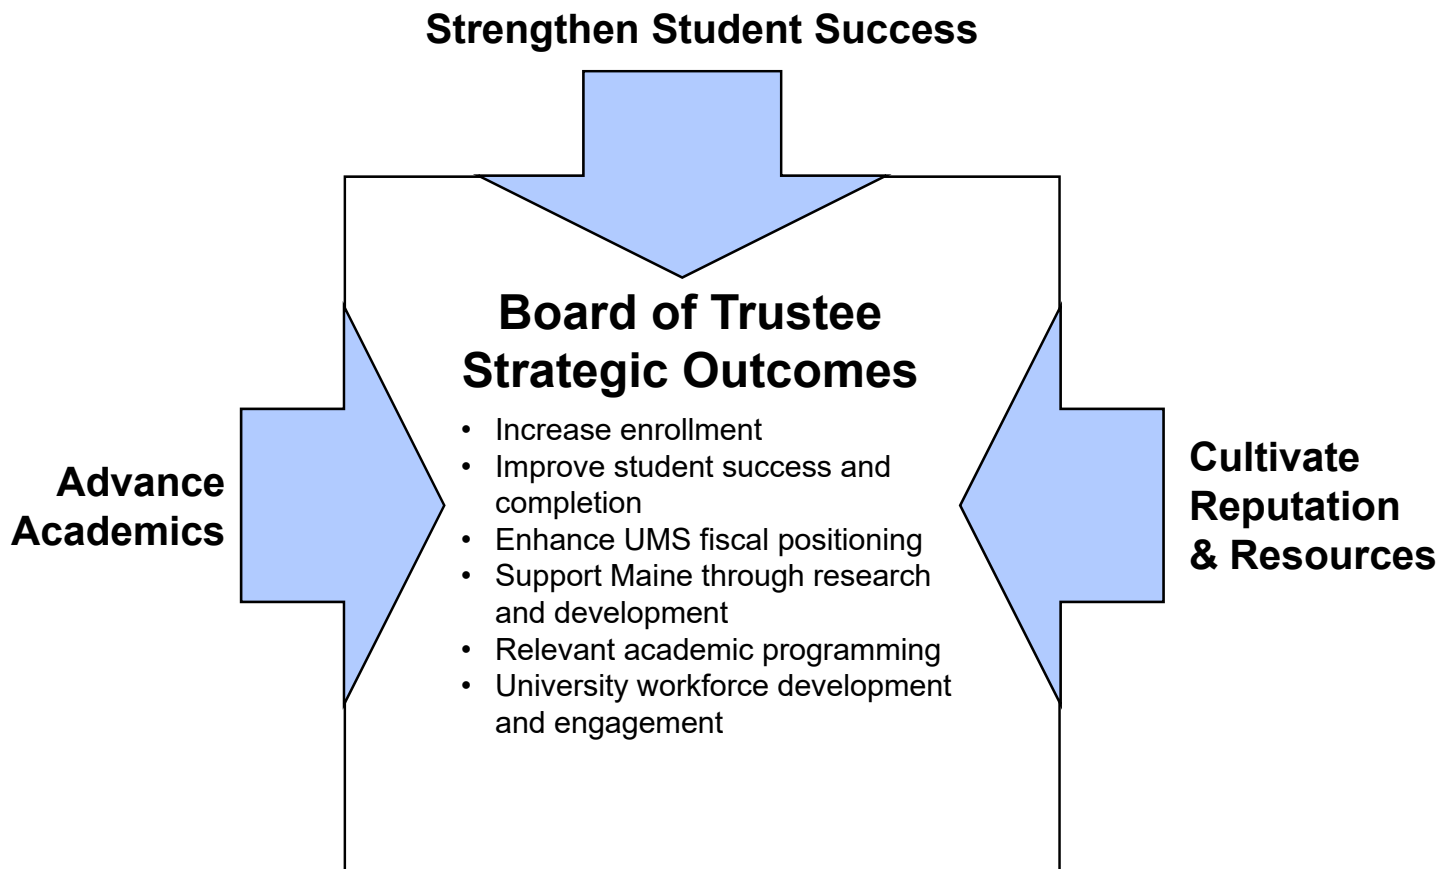 Strengthen Student Success
Board of Trustee
Strategic Outcomes
• Increase enrollment
• Improve student success and
completion
• Enhance UMS fiscal positioning
• Support Maine through research
and development
• Relevant academic programming
• University workforce development
and engagement
Advance
Academics
Cultivate
Reputation
& Resources